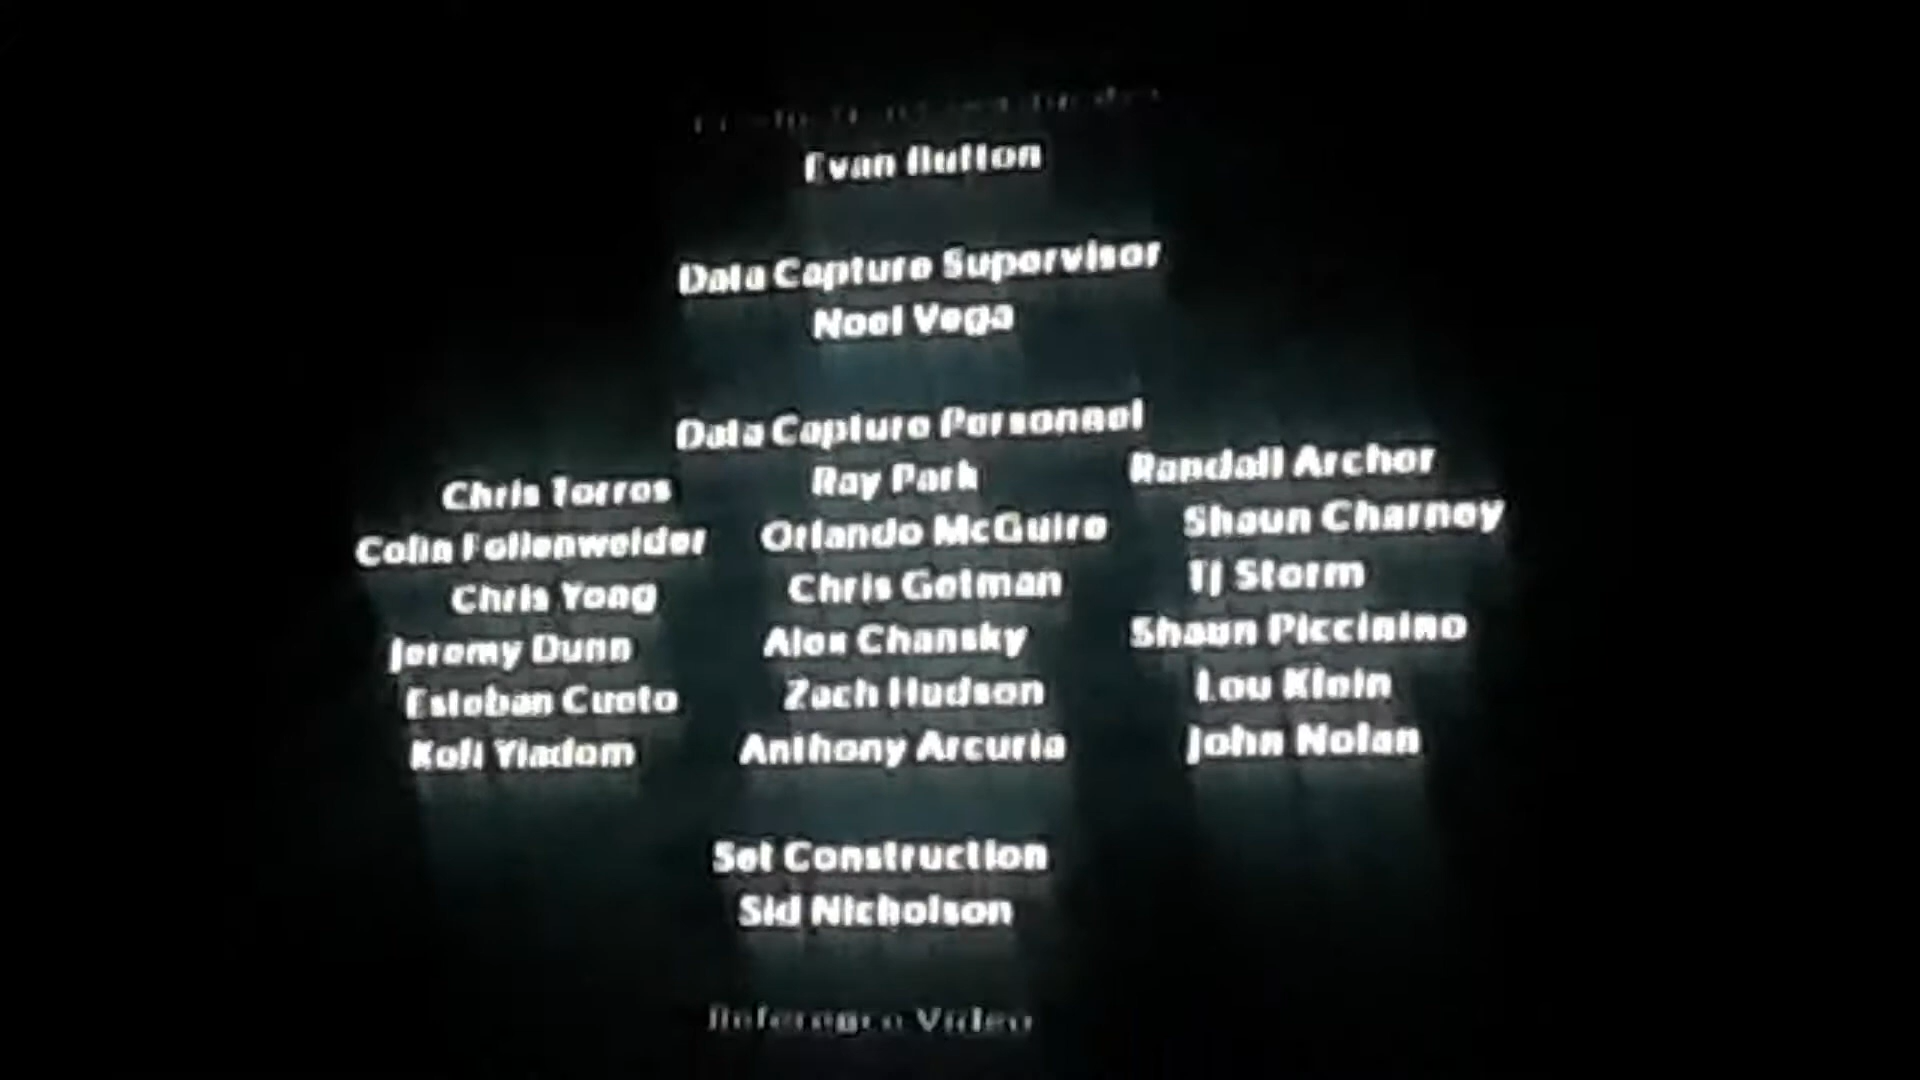 Evan Button
Data Capture Supervisor
Noel Vega
Data Capture Personnel
Chris Torres Ray Park Randall Archer
Colin Follenweider Orlando McGuire Shaun Charney
Chris Yong Chris Getman TJ Storm
Jeremy Dunn Alex Chansky Shaun Piccinino
Esteban Cueto Zach Hudson Lou Klein
Kofi Yiadom Anthony Arcuria John Nolan
Set Construction
Sid Nicholson
Reference Video